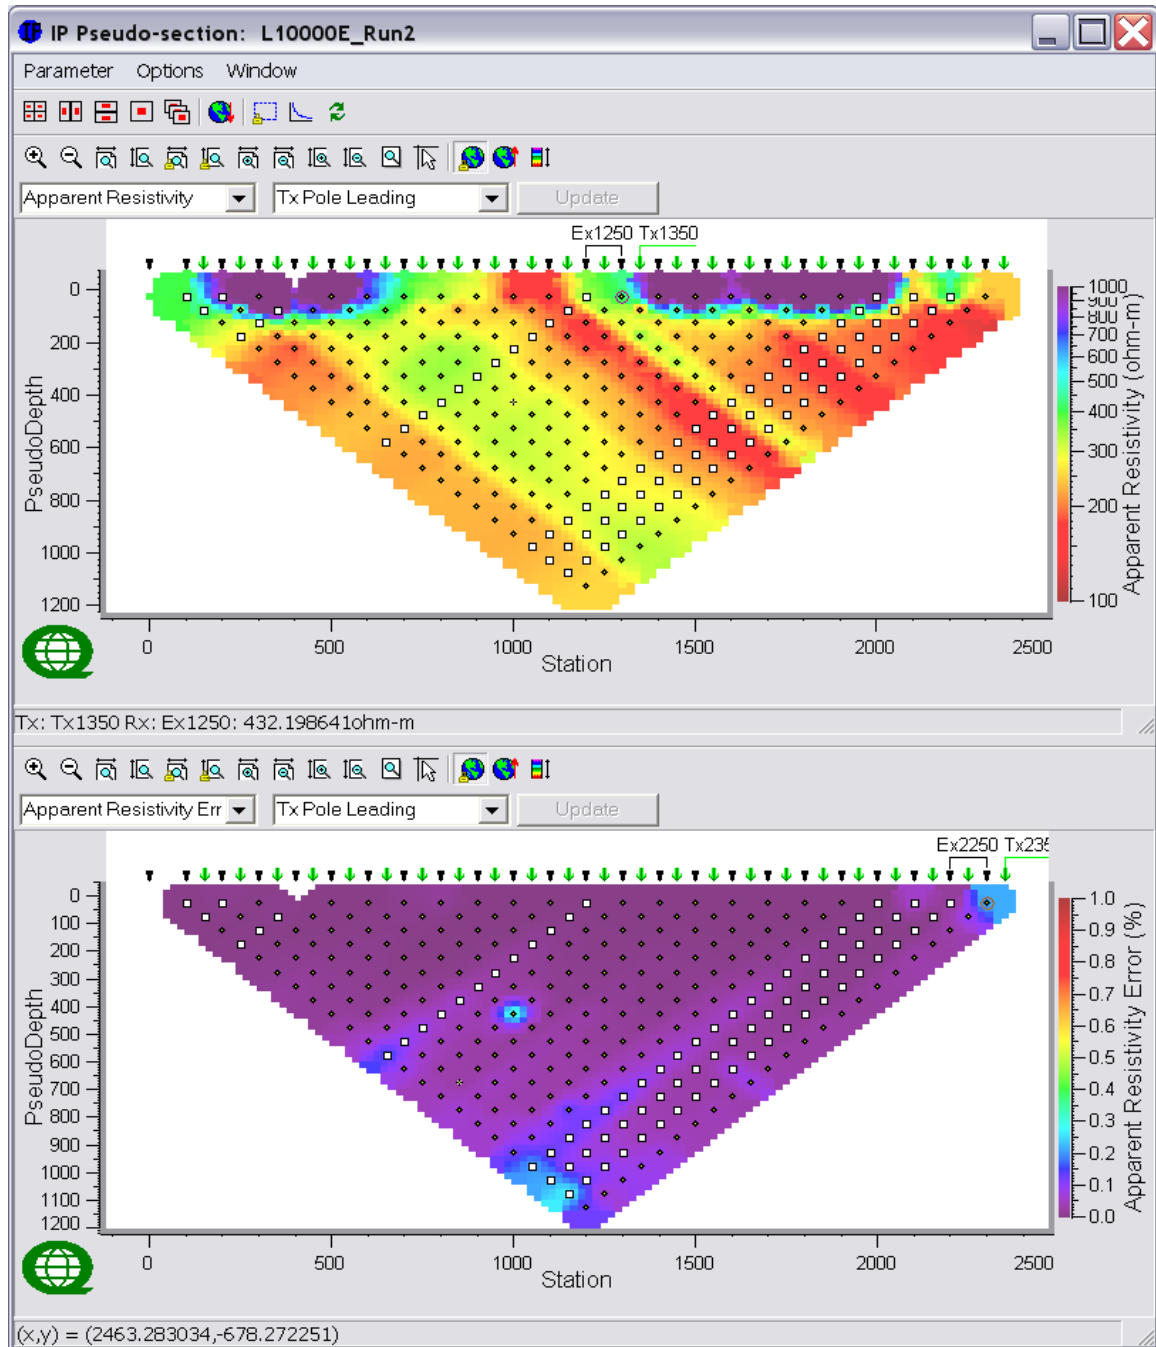 IP Pseudo-section: L10000E_Run2
Parameter Options Window
Apparent Resistivity Tx Pole Leading Update
Ex1250 Tx1350
0
200
400
600
800
1000
1200
PseudoDepth
0 500 1000 1500 2000 2500
Station
1000
900
800
700
600
500
400
300
200
100
Apparent Resistivity (ohm-m)
Tx: Tx1350 Rx: Ex1250: 432.198641ohm-m
Apparent Resistivity Err Tx Pole Leading Update
Ex2250 Tx235
0
100
200
300
400
500
600
700
800
900
1000
1100
1200
PseudoDepth
0 500 1000 1500 2000 2500
Station
1.0
0.9
0.8
0.7
0.6
0.5
0.4
0.3
0.2
0.1
0.0
Apparent Resistivity Error (%)
(x,y) = (2463.283034,-678.272251)